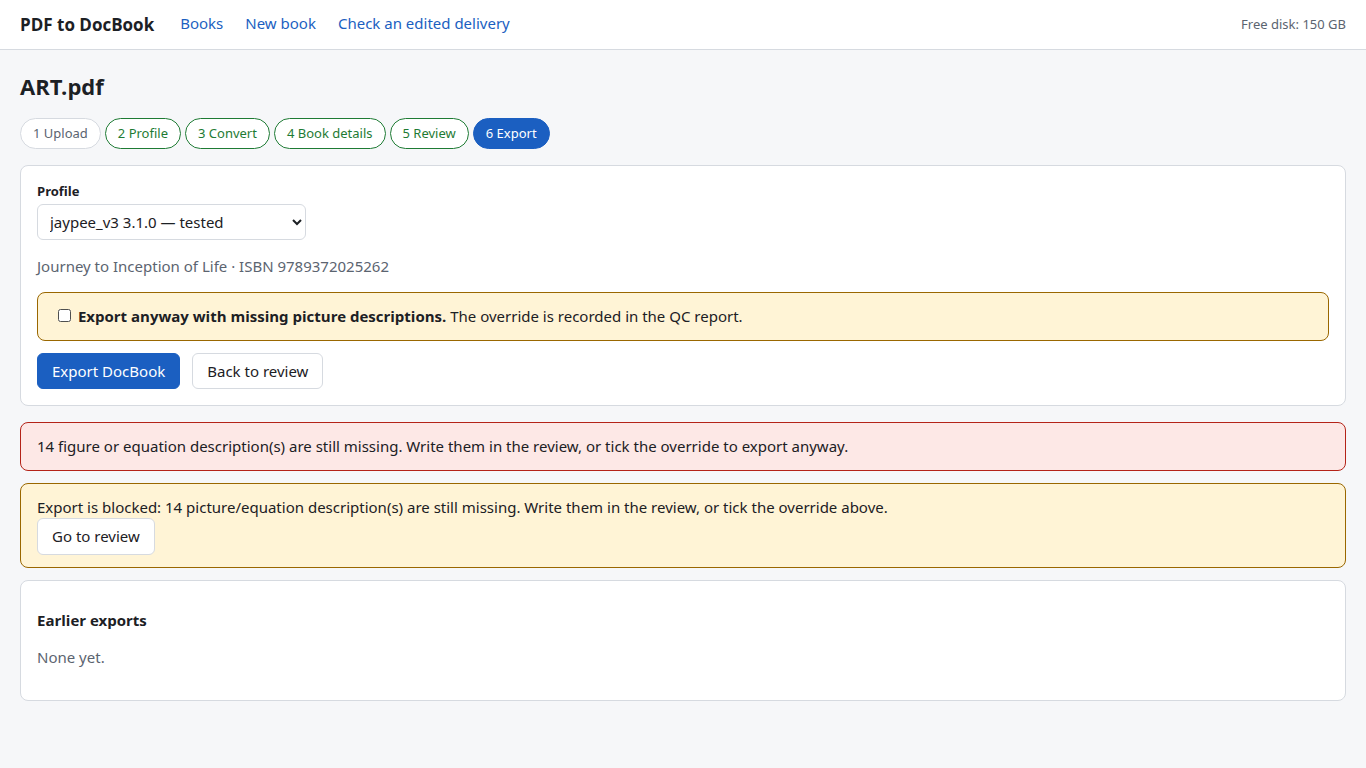 PDF to DocBook Books New book Check an edited delivery Free disk: 150 GB
ART.pdf
1 Upload 2 Profile 3 Convert 4 Book details 5 Review 6 Export
Profile
jaypee_v3 3.1.0 — tested
Journey to Inception of Life · ISBN 9789372025262
Export anyway with missing picture descriptions. The override is recorded in the QC report.
Export DocBook Back to review
14 figure or equation description(s) are still missing. Write them in the review, or tick the override to export anyway.
Export is blocked: 14 picture/equation description(s) are still missing. Write them in the review, or tick the override above.
Go to review
Earlier exports
None yet.